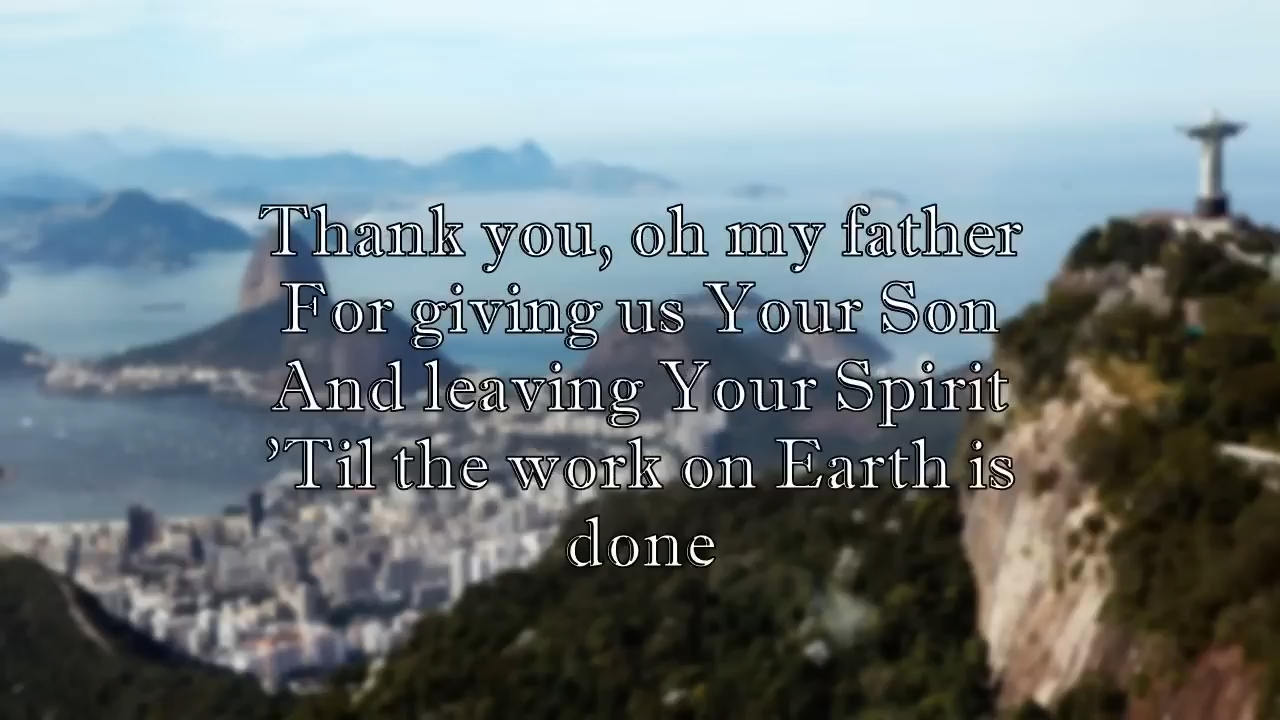 Thank you, oh my father
For giving us Your Son
And leaving Your Spirit
'Til the work on Earth is
done